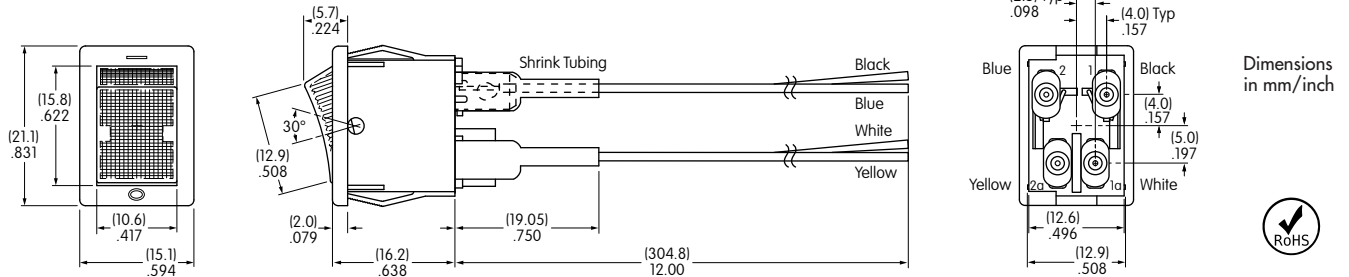 (5.7)
.224
(15.8)
.622
(21.1)
.831
(10.6)
.417
(15.1)
.594
30°
(12.9)
.508
(2.0)
.079
(16.2)
.638
Shrink Tubing
(19.05)
.750
(304.8)
12.00
Black
Blue
White
Yellow
Typ
.098
(4.0) Typ
.157
Blue
2
1
Black
(4.0)
.157
(5.0)
.197
Yellow
2a
1a
White
(12.6)
.496
(12.9)
.508
Dimensions
in mm/inch
RoHS